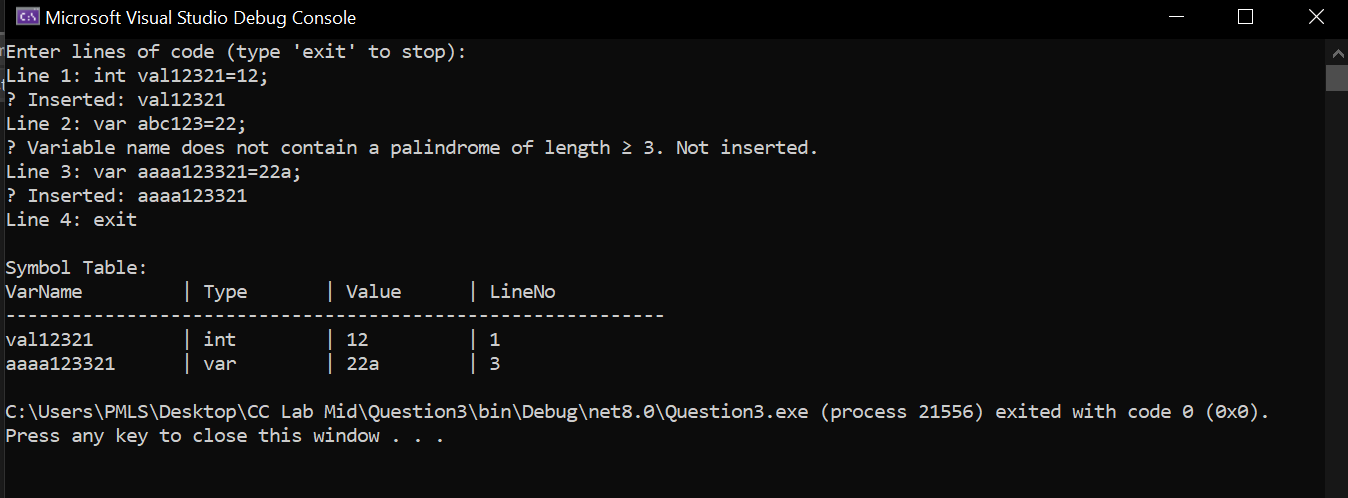 Microsoft Visual Studio Debug Console
Enter lines of code (type 'exit' to stop):
Line 1: int val12321=12;
? Inserted: val12321
Line 2: var abc123=22;
? Variable name does not contain a palindrome of length ≥ 3. Not inserted.
Line 3: var aaaa123321=22a;
? Inserted: aaaa123321
Line 4: exit
Symbol Table:
VarName | Type | Value | LineNo
------------------------------------------------------------
val12321 | int | 12 | 1
aaaa123321 | var | 22a | 3
C:\Users\PMLS\Desktop\CC Lab Mid\Question3\bin\Debug\net8.0\Question3.exe (process 21556) exited with code 0 (0x0).
Press any key to close this window . . .